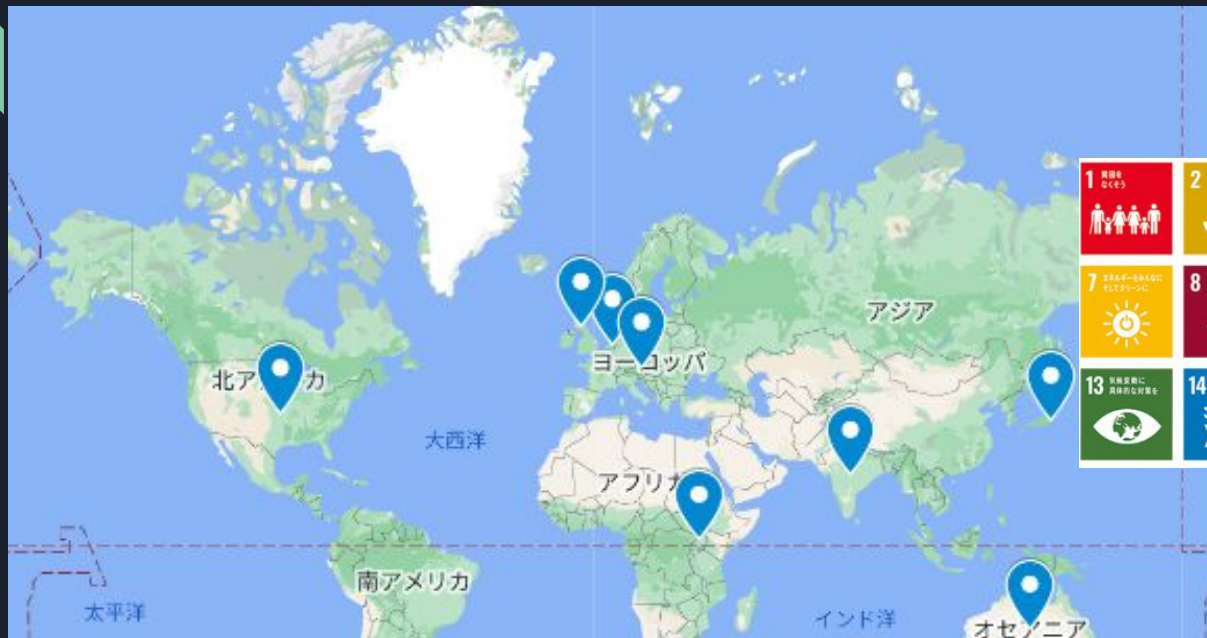 アジア
ヨーロッパ
北アメリカ
大西洋
アフリカ
南アメリカ
太平洋
インド洋
オセアニア
1 貧困を
なくそう
2
7 エネルギーをみんなに
そしてクリーンに
8
13 気候変動に
具体的な対策を
14